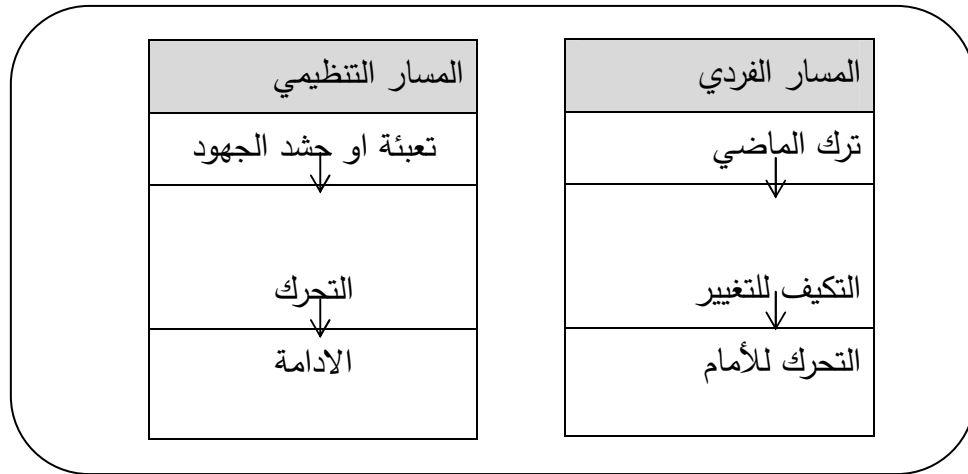 المسار الفردي
ترك الماضي
التكيف للتغيير
التحرك للأمام
المسار التنظيمي
تعبئة او حشد الجهود
التحرك
الادامة